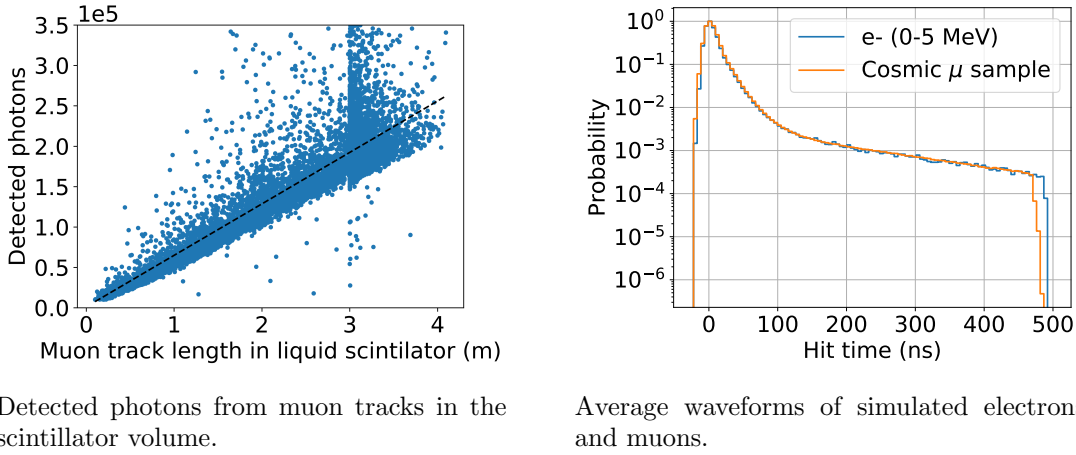 1e5
3.5
3.0
2.5
2.0
1.5
1.0
0.5
0.0
Detected photons
0 1 2 3 4
Muon track length in liquid scintilator (m)
10⁰
10⁻¹
10⁻²
10⁻³
10⁻⁴
10⁻⁵
10⁻⁶
Probability
e- (0-5 MeV)
Cosmic μ sample
0 100 200 300 400 500
Hit time (ns)
Detected photons from muon tracks in the
scintillator volume.
Average waveforms of simulated electron
and muons.